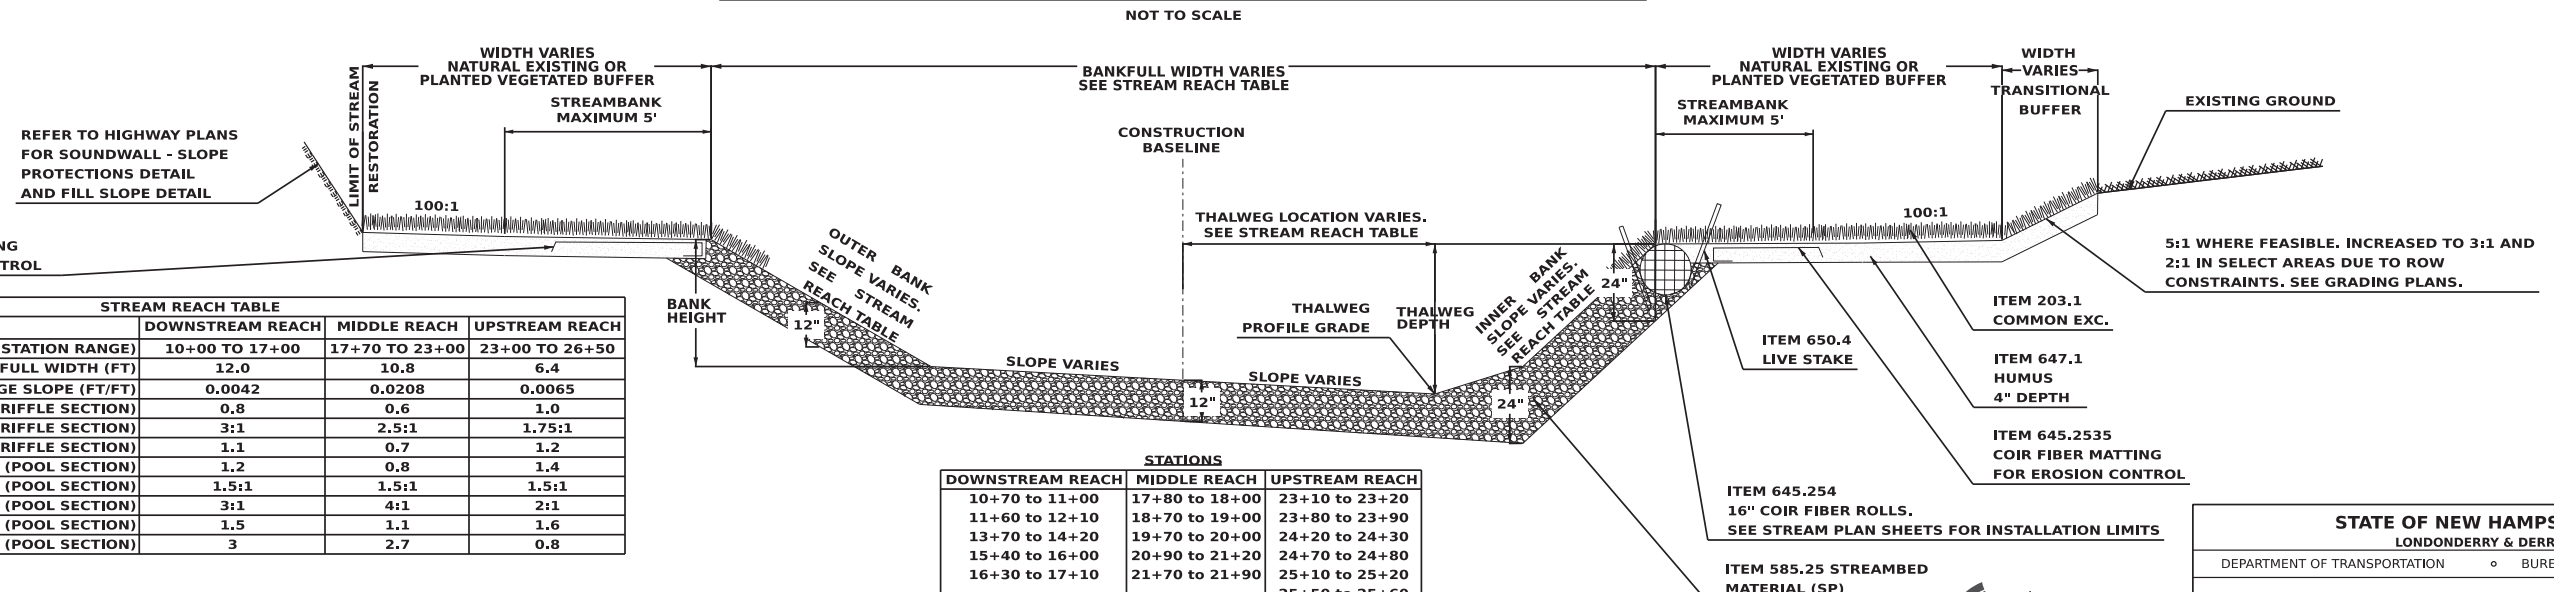 NOT TO SCALE
WIDTH VARIES
NATURAL EXISTING OR
PLANTED VEGETATED BUFFER
BANKFULL WIDTH VARIES
SEE STREAM REACH TABLE
WIDTH VARIES
NATURAL EXISTING OR
PLANTED VEGETATED BUFFER
WIDTH
VARIES
TRANSITIONAL
BUFFER
LIMIT OF STREAM
RESTORATION
STREAMBANK
MAXIMUM 5'
STREAMBANK
MAXIMUM 5'
EXISTING GROUND
CONSTRUCTION
BASELINE
REFER TO HIGHWAY PLANS
FOR SOUNDWALL - SLOPE
PROTECTIONS DETAIL
AND FILL SLOPE DETAIL
100:1
100:1
THALWEG LOCATION VARIES.
SEE STREAM REACH TABLE
NG
TROL
OUTER BANK
SLOPE VARIES.
SEE STREAM
REACH TABLE
INNER BANK
SLOPE VARIES.
SEE STREAM
REACH TABLE
24"
5:1 WHERE FEASIBLE. INCREASED TO 3:1 AND
2:1 IN SELECT AREAS DUE TO ROW
CONSTRAINTS. SEE GRADING PLANS.
BANK
HEIGHT
12"
THALWEG
PROFILE GRADE
THALWEG
DEPTH
ITEM 203.1
COMMON EXC.
ITEM 650.4
LIVE STAKE
SLOPE VARIES
SLOPE VARIES
12"
24"
ITEM 647.1
HUMUS
4" DEPTH
ITEM 645.2535
COIR FIBER MATTING
FOR EROSION CONTROL
ITEM 645.254
16" COIR FIBER ROLLS.
SEE STREAM PLAN SHEETS FOR INSTALLATION LIMITS
ITEM 585.25 STREAMBED
MATERIAL (SP)
STREAM REACH TABLE
DOWNSTREAM REACH MIDDLE REACH UPSTREAM REACH
STATION RANGE) 10+00 TO 17+00 17+70 TO 23+00 23+00 TO 26+50
FULL WIDTH (FT) 12.0 10.8 6.4
GE SLOPE (FT/FT) 0.0042 0.0208 0.0065
RIFFLE SECTION) 0.8 0.6 1.0
RIFFLE SECTION) 3:1 2.5:1 1.75:1
RIFFLE SECTION) 1.1 0.7 1.2
(POOL SECTION) 1.2 0.8 1.4
(POOL SECTION) 1.5:1 1.5:1 1.5:1
(POOL SECTION) 3:1 4:1 2:1
(POOL SECTION) 1.5 1.1 1.6
(POOL SECTION) 3 2.7 0.8
STATIONS
DOWNSTREAM REACH MIDDLE REACH UPSTREAM REACH
10+70 to 11+00 17+80 to 18+00 23+10 to 23+20
11+60 to 12+10 18+70 to 19+00 23+80 to 23+90
13+70 to 14+20 19+70 to 20+00 24+20 to 24+30
15+40 to 16+00 20+90 to 21+20 24+70 to 24+80
16+30 to 17+10 21+70 to 21+90 25+10 to 25+20
STATE OF NEW HAMPS
LONDONDERRY & DERR
DEPARTMENT OF TRANSPORTATION BURE